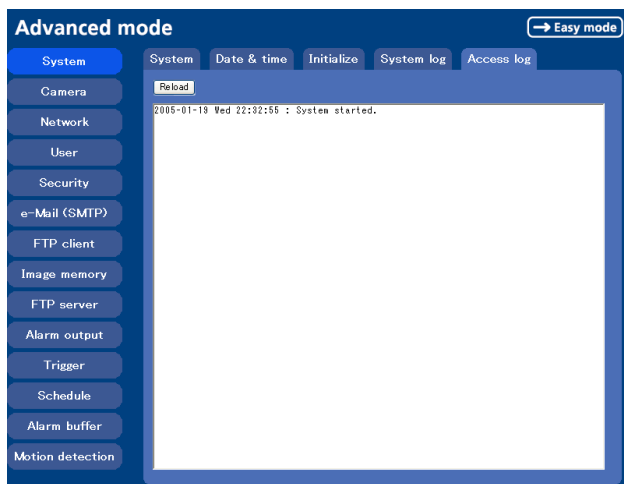 Advanced mode
→ Easy mode
System
Date & time
Initialize
System log
Access log
System
Camera
Network
User
Security
e-Mail (SMTP)
FTP client
Image memory
FTP server
Alarm output
Trigger
Schedule
Alarm buffer
Motion detection
Reload
2005-01-19 Wed 22:32:55 : System started.